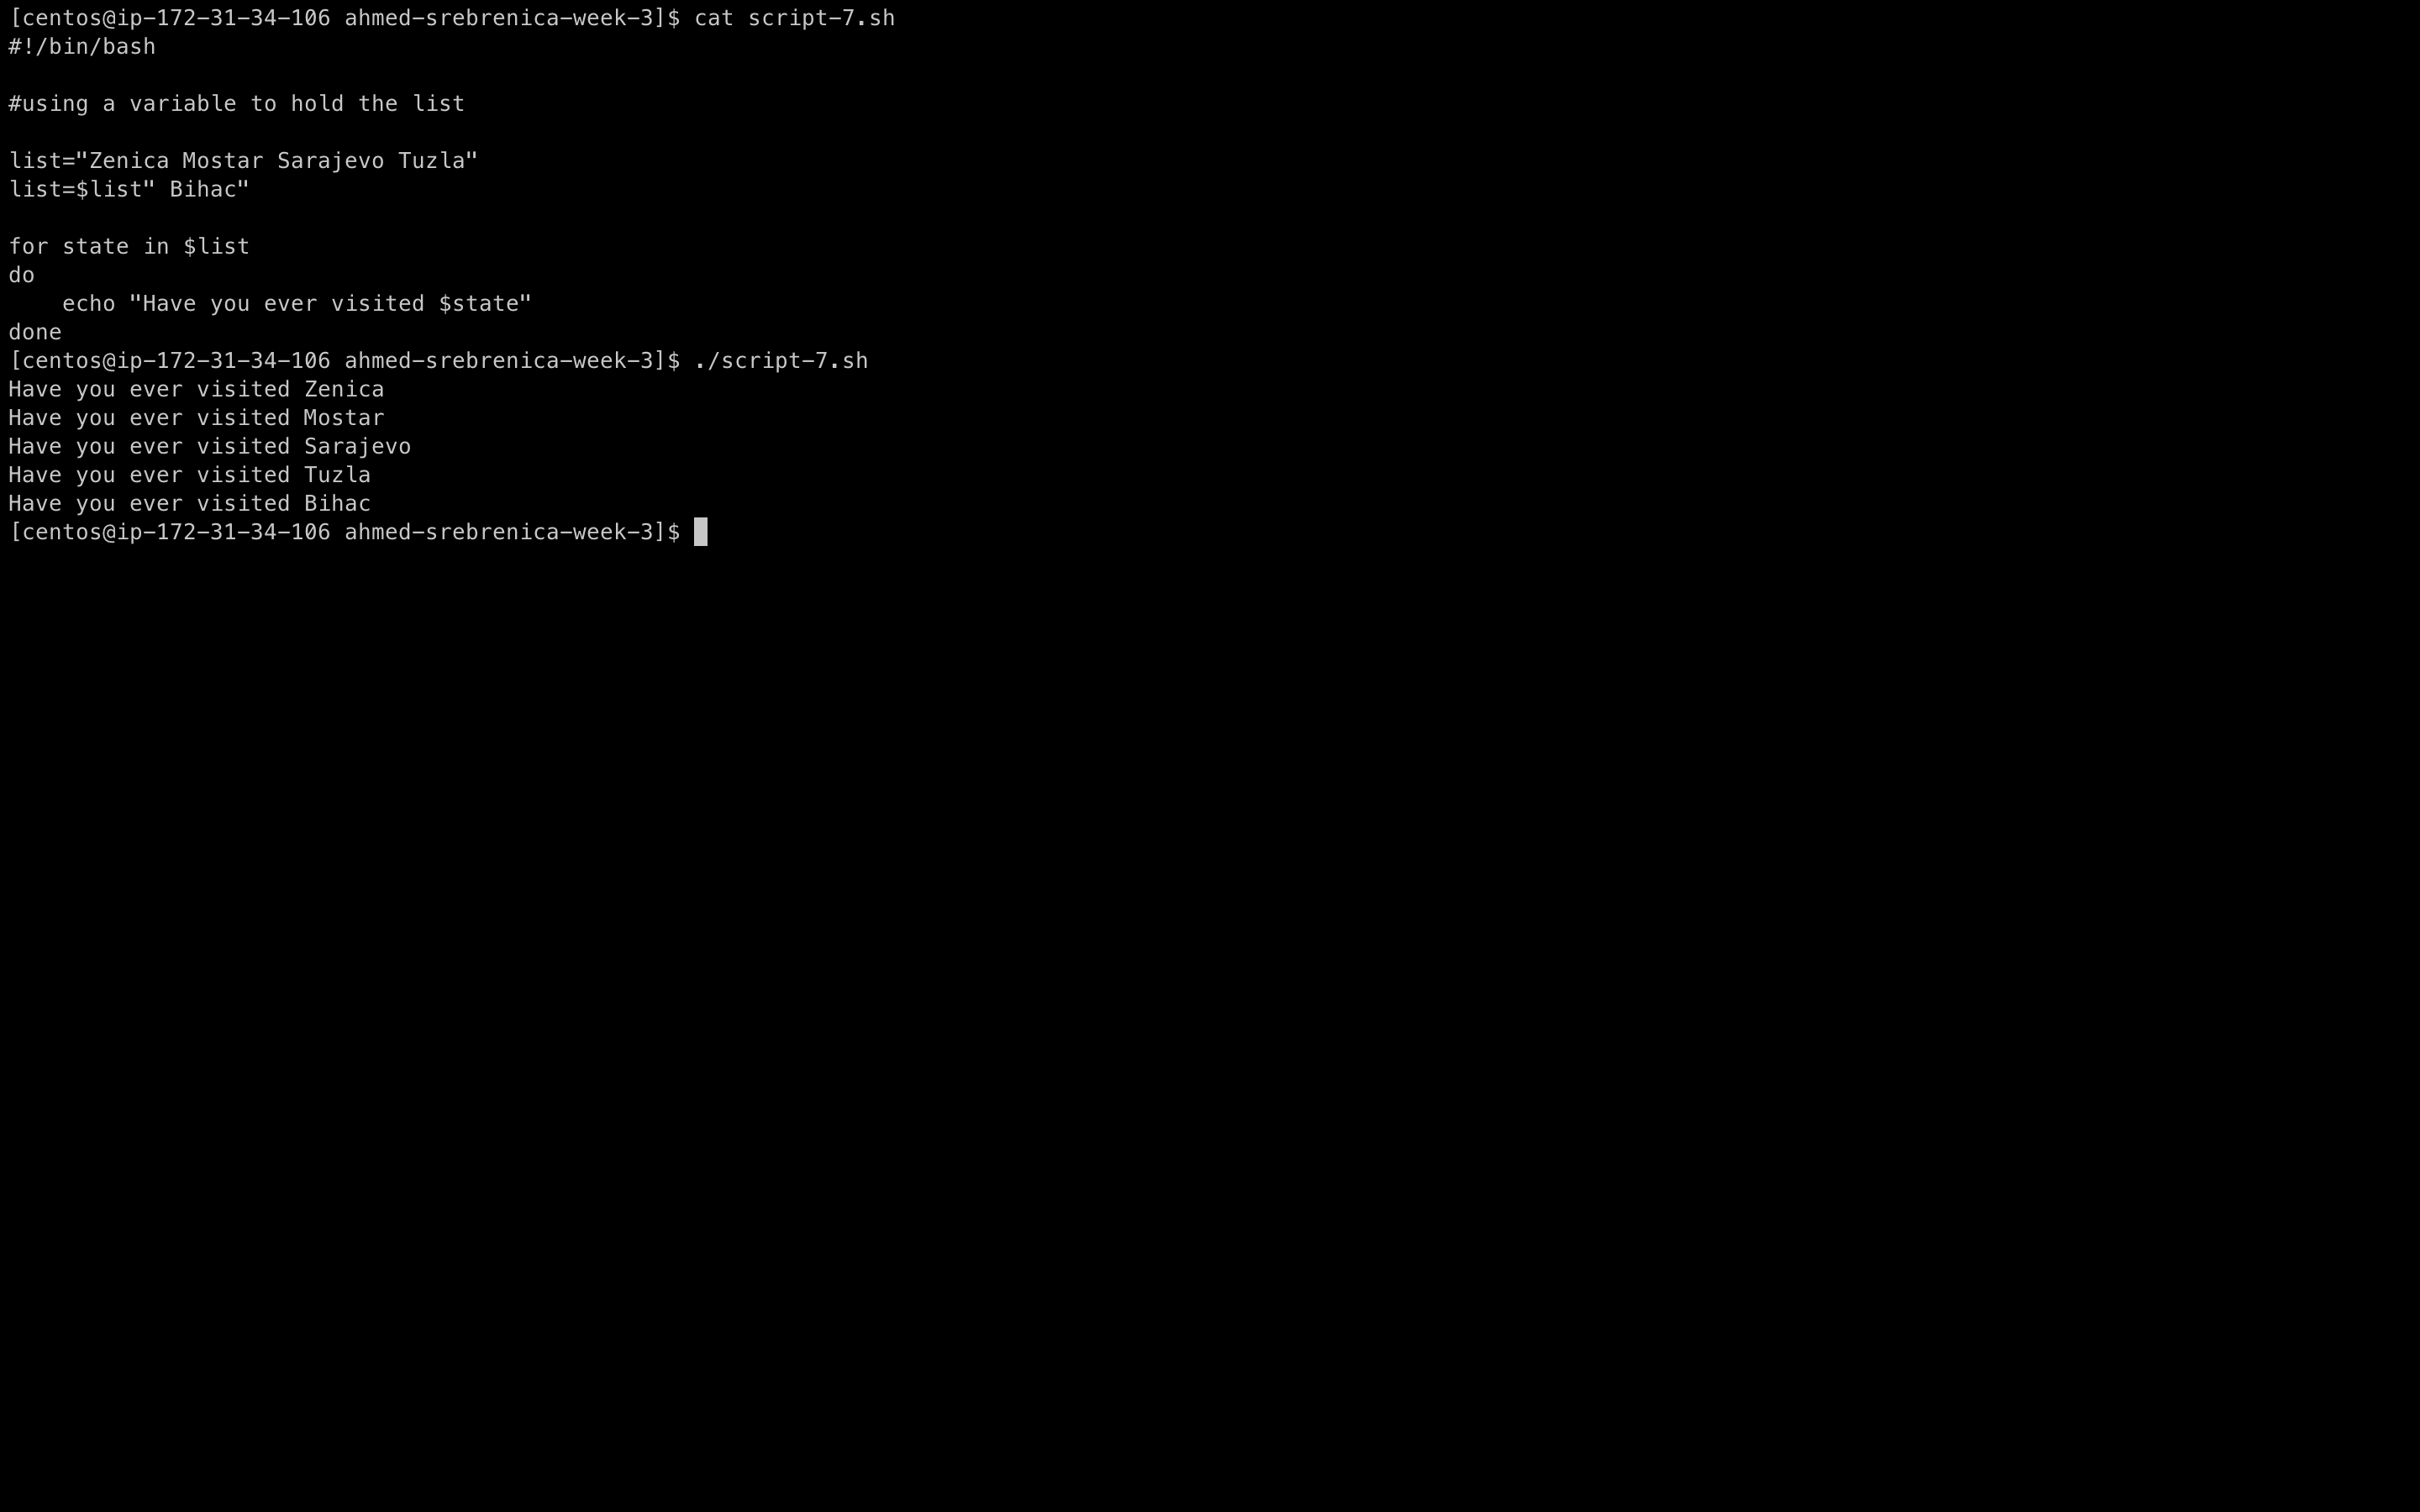 [centos@ip-172-31-34-106 ahmed-srebrenica-week-3]$ cat script-7.sh
#!/bin/bash

#using a variable to hold the list

list="Zenica Mostar Sarajevo Tuzla"
list=$list" Bihac"

for state in $list
do
    echo "Have you ever visited $state"
done
[centos@ip-172-31-34-106 ahmed-srebrenica-week-3]$ ./script-7.sh
Have you ever visited Zenica
Have you ever visited Mostar
Have you ever visited Sarajevo
Have you ever visited Tuzla
Have you ever visited Bihac
[centos@ip-172-31-34-106 ahmed-srebrenica-week-3]$